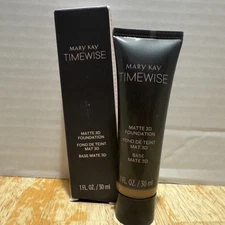 MARY KAY
TIMEWISE
MATTE 3D
FOUNDATION
FOND DE TEINT
MAT 3D
BASE MATE 3D
1 FL. OZ. / 30 ml
MARY KAY
TIMEWISE
MATTE 3D
FOUNDATION
FOND DE TEINT
MAT 3D
BASE
MATE 3D
1 FL. OZ. / 30 ml